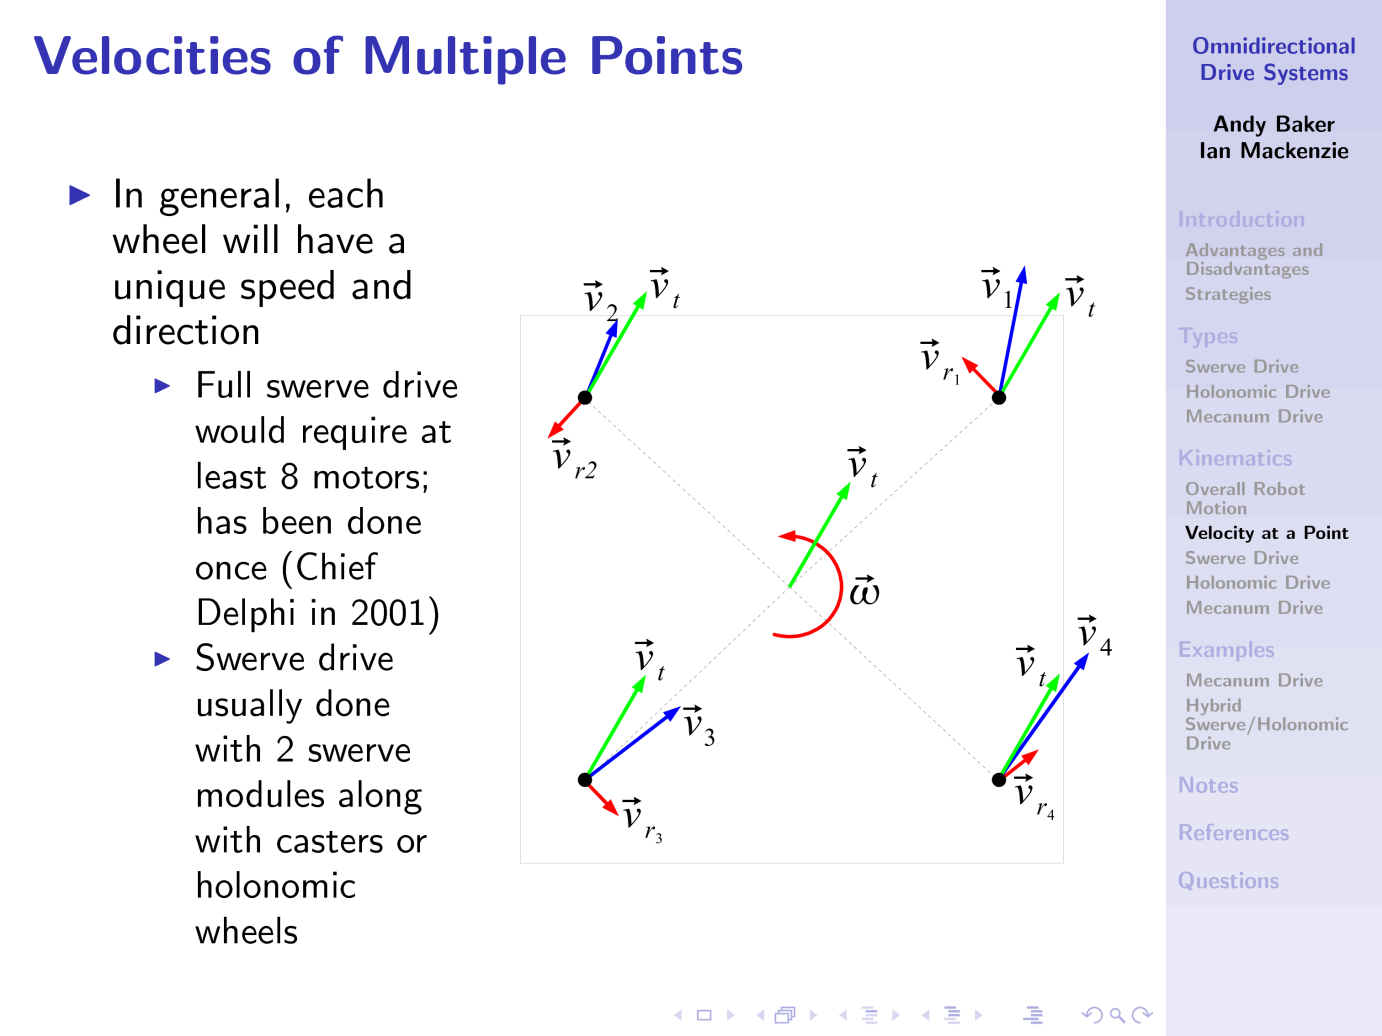 Velocities of Multiple Points
In general, each
wheel will have a
unique speed and
direction
Full swerve drive
would require at
least 8 motors;
has been done
once (Chief
Delphi in 2001)
Swerve drive
usually done
with 2 swerve
modules along
with casters or
holonomic
wheels
v⃗2
v⃗t
v⃗1
v⃗t
v⃗r1
v⃗r2
v⃗t
ω⃗
v⃗t
v⃗3
v⃗r3
v⃗4
v⃗t
v⃗r4
Omnidirectional
Drive Systems
Andy Baker
Ian Mackenzie
Introduction
Advantages and
Disadvantages
Strategies
Types
Swerve Drive
Holonomic Drive
Mecanum Drive
Kinematics
Overall Robot
Motion
Velocity at a Point
Swerve Drive
Holonomic Drive
Mecanum Drive
Examples
Mecanum Drive
Hybrid
Swerve/Holonomic
Drive
Notes
References
Questions